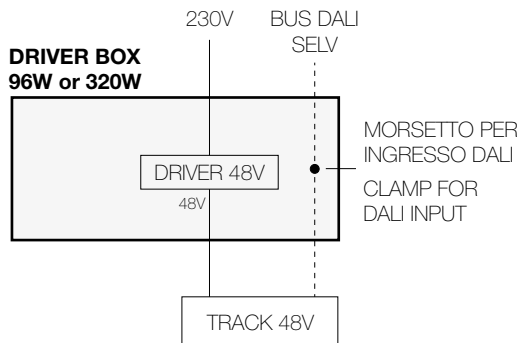 230V
BUS DALI
SELV
DRIVER BOX
96W or 320W
MORSETTO PER
INGRESSO DALI
CLAMP FOR
DALI INPUT
DRIVER 48V
48V
TRACK 48V